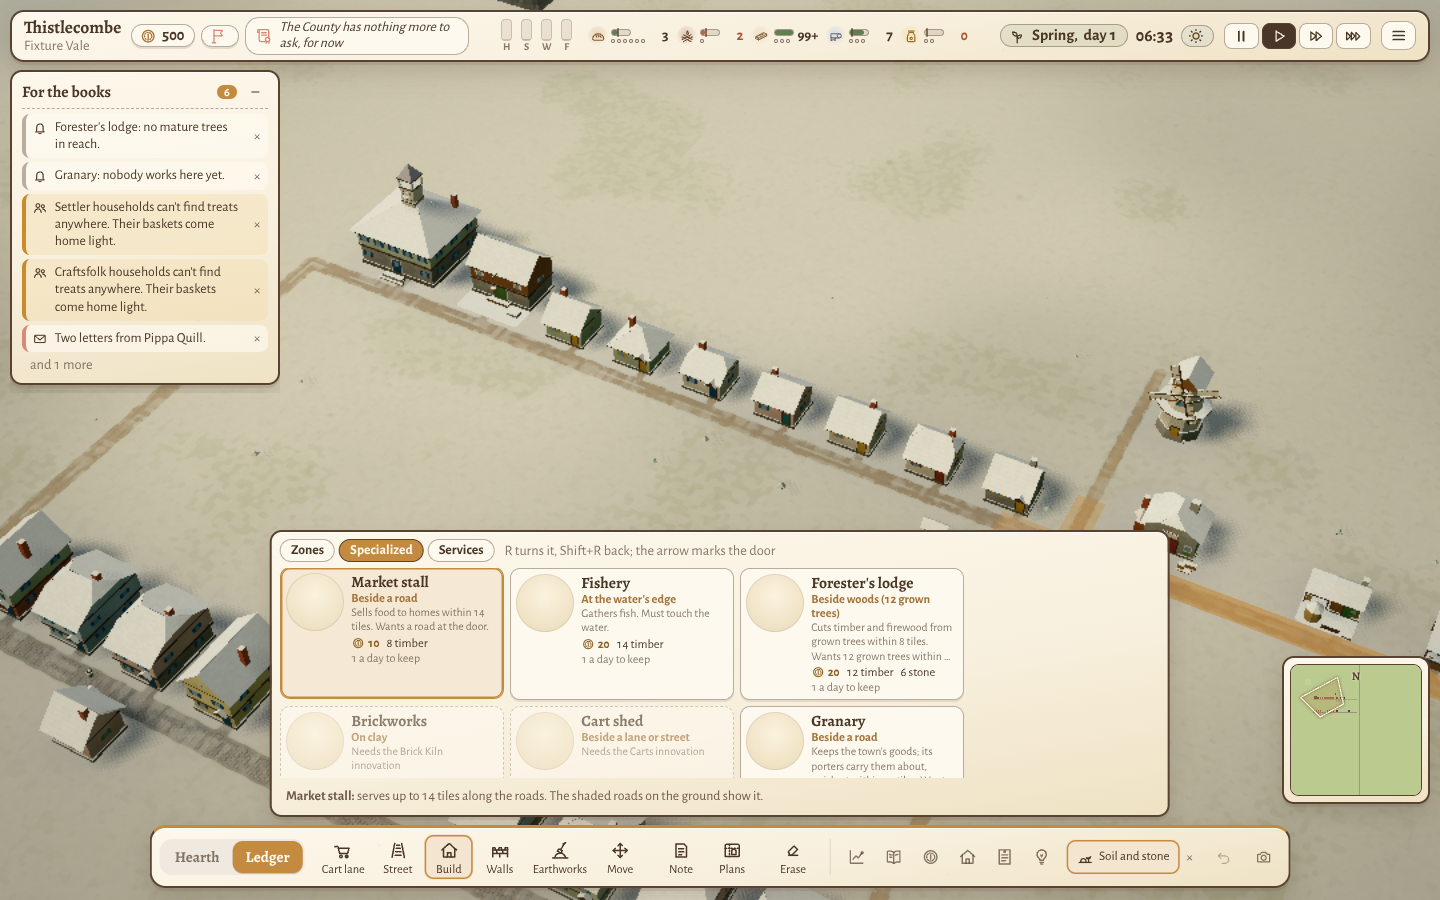 Thistlecombe
Fixture Vale
500
The County has nothing more to
ask, for now
H S W F
3
2
99+
7
0
Spring, day 1
06:33
For the books
6
Forester's lodge: no mature trees
in reach.
Granary: nobody works here yet.
Settler households can't find treats
anywhere. Their baskets come
home light.
Craftsfolk households can't find
treats anywhere. Their baskets
come home light.
Two letters from Pippa Quill.
and 1 more
Zones
Specialized
Services
R turns it, Shift+R back; the arrow marks the door
Market stall
Beside a road
Sells food to homes within 14
tiles. Wants a road at the door.
10 8 timber
1 a day to keep
Fishery
At the water's edge
Gathers fish. Must touch the
water.
20 14 timber
1 a day to keep
Forester's lodge
Beside woods (12 grown
trees)
Cuts timber and firewood from
grown trees within 8 tiles.
Wants 12 grown trees within ...
20 12 timber 6 stone
1 a day to keep
Brickworks
On clay
Needs the Brick Kiln
innovation
Cart shed
Beside a lane or street
Needs the Carts innovation
Granary
Beside a road
Keeps the town's goods; its
porters carry them about,
Market stall: serves up to 14 tiles along the roads. The shaded roads on the ground show it.
N
Hearth
Ledger
Cart lane
Street
Build
Walls
Earthworks
Move
Note
Plans
Erase
Soil and stone